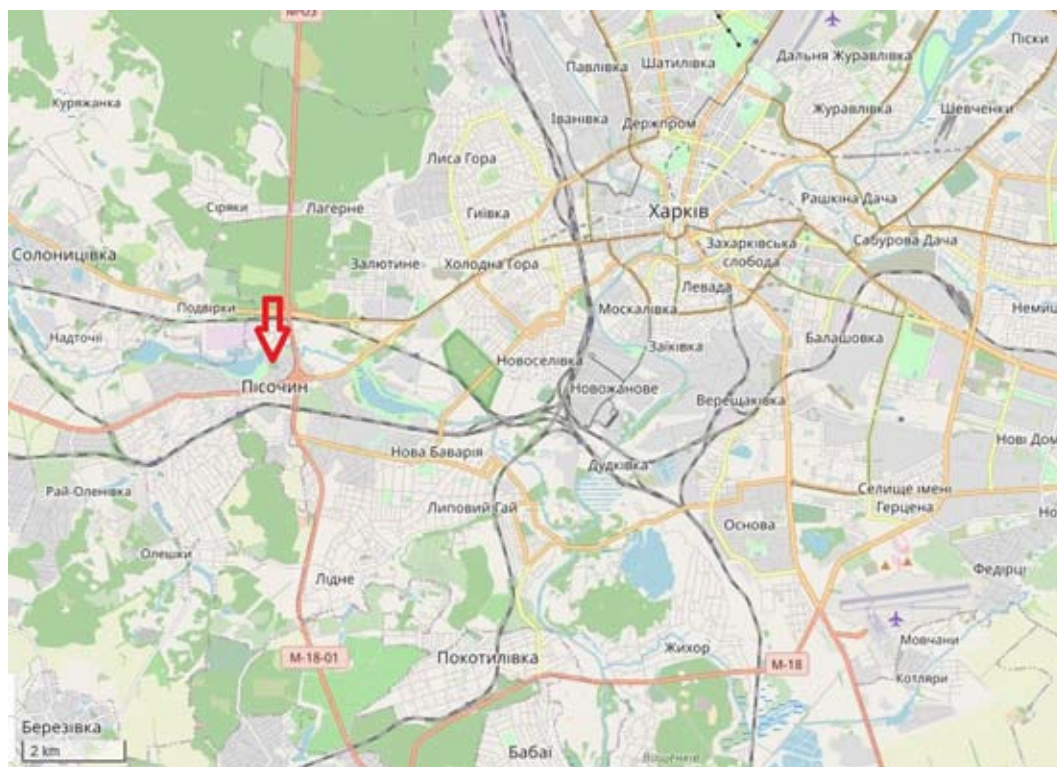 М-03
Піски
Дальня Журавлівка
Павлівка
Шатилівка
Куряжанка
Журавлівка
Шевченки
Іванівка
Держпром
Лиса Гора
Рашкіна Дача
Сіряки
Лагерне
Гиївка
Харків
Сабурова Дача
Солоницівка
Залютине
Холодна Гора
Захарківська
слобода
Левада
Подвірки
Москалівка
Немиш
Надточії
Заїківка
Балашовка
Новоселівка
Пісочин
Новожанове
Верещаківка
Нова Баварія
Нові Дом
Дудківка
Рай-Оленівка
Селище імені
Герцена
Но
Липовий Гай
Основа
Олешки
Федірці
Лідне
Мовчани
Жихор
М-18-01
Покотилівка
М-18
Котляри
Березівка
2 km
Бабаї
Ващенків